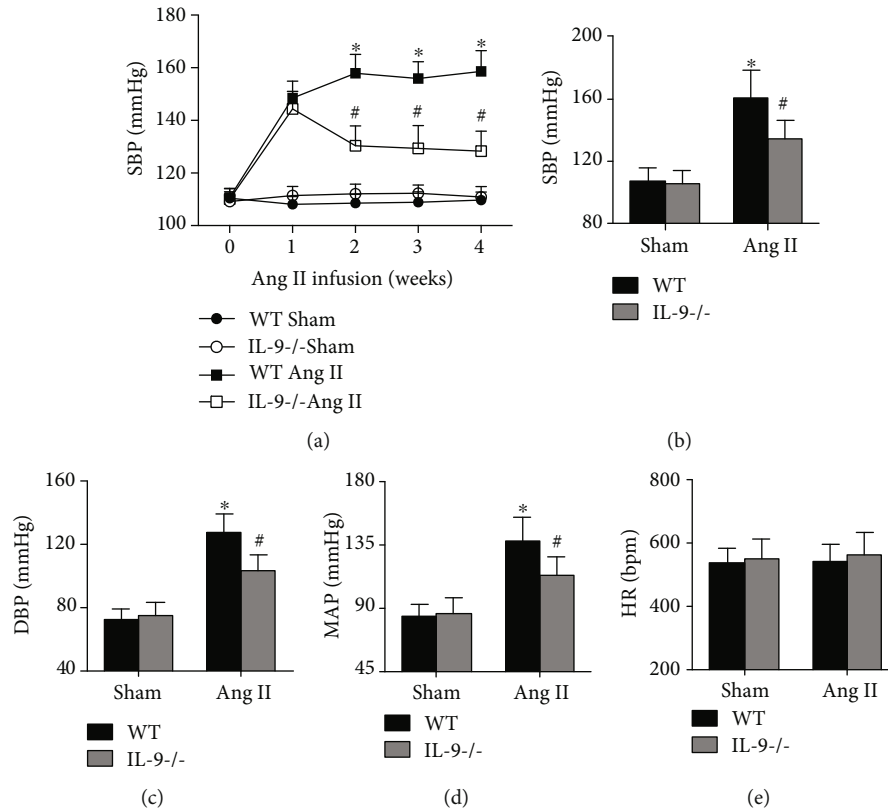 160
140
120
100
SBP (mmHg)
* * *
# # #
0 1 2 3 4
Ang II infusion (weeks)
WT Sham
IL-9-/-Sham
WT Ang II
IL-9-/-Ang II
(a)
200
160
120
80
SBP (mmHg)
*
#
Sham Ang II
WT
IL-9-/-
(b)
160
120
80
40
DBP (mmHg)
*
#
Sham Ang II
WT
IL-9-/-
(c)
180
135
90
45
MAP (mmHg)
*
#
Sham Ang II
WT
IL-9-/-
(d)
800
600
500
200
HR (bpm)
Sham Ang II
WT
IL-9-/-
(e)